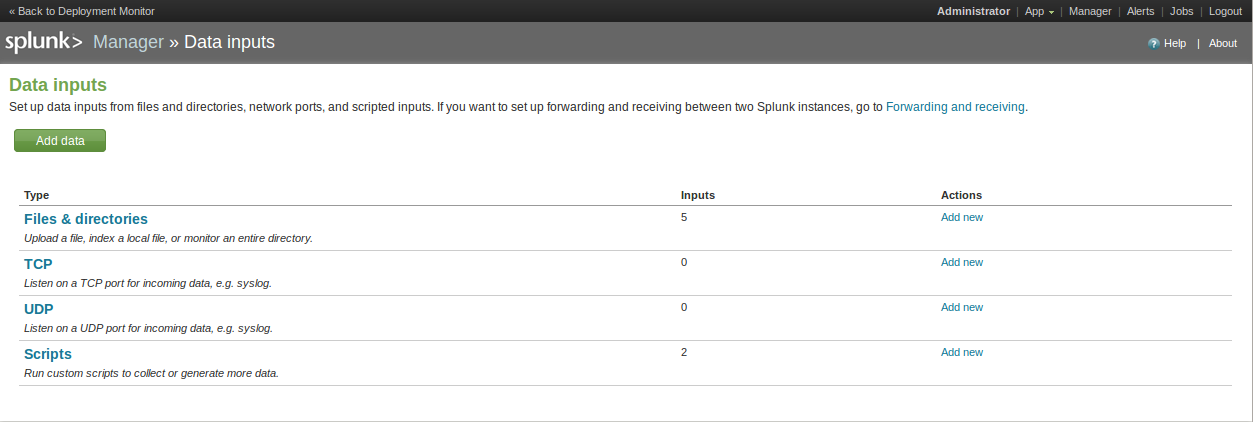 « Back to Deployment Monitor Administrator | App | Manager | Alerts | Jobs | Logout
splunk> Manager » Data inputs ? Help | About
Data inputs
Set up data inputs from files and directories, network ports, and scripted inputs. If you want to set up forwarding and receiving between two Splunk instances, go to Forwarding and receiving.
Add data
Type Inputs Actions
Files & directories 5 Add new
Upload a file, index a local file, or monitor an entire directory.
TCP 0 Add new
Listen on a TCP port for incoming data, e.g. syslog.
UDP 0 Add new
Listen on a UDP port for incoming data, e.g. syslog.
Scripts 2 Add new
Run custom scripts to collect or generate more data.